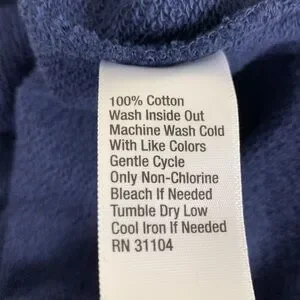 100% Cotton
Wash Inside Out
Machine Wash Cold
With Like Colors
Gentle Cycle
Only Non-Chlorine
Bleach If Needed
Tumble Dry Low
Cool Iron If Needed
RN 31104